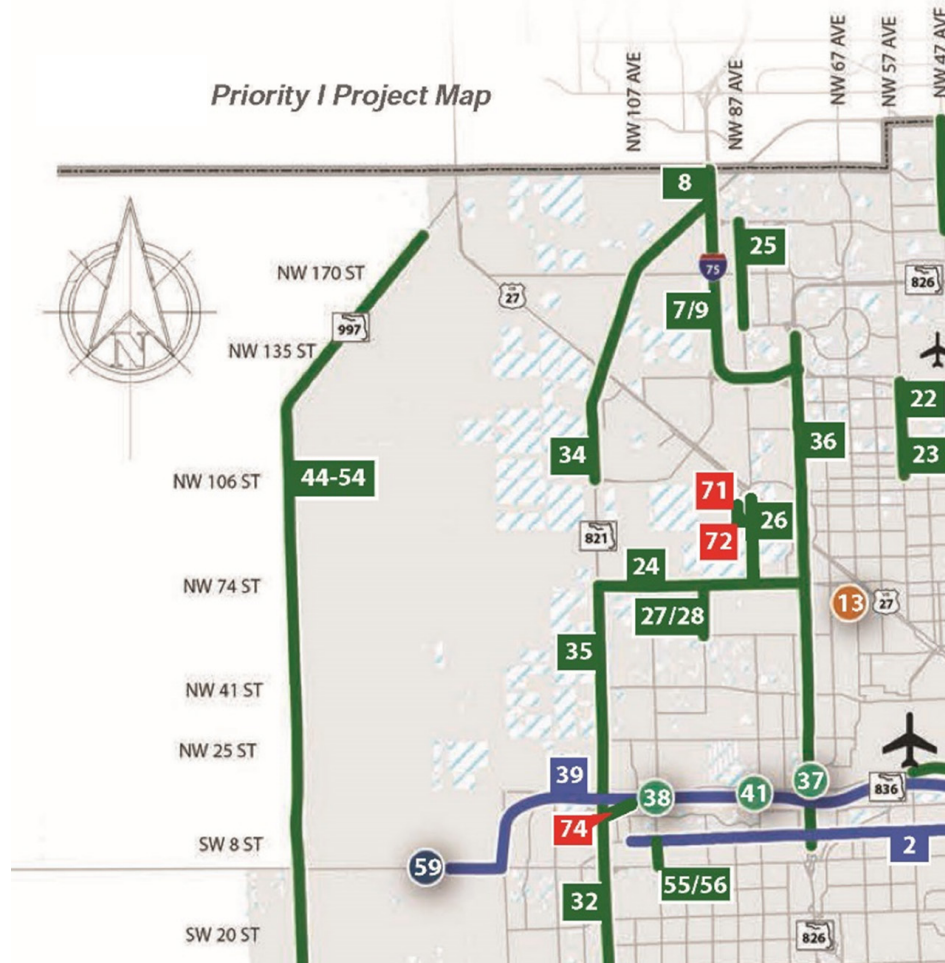 NW 107 AVE
NW 87 AVE
NW 67 AVE
NW 57 AVE
NW 47 AVE
Priority I Project Map
8
25
NW 170 ST
75
826
US
27
7/9
997
NW 135 ST
22
36
34
23
44-54
NW 106 ST
71
26
72
821
24
NW 74 ST
13
US
27
27/28
35
NW 41 ST
NW 25 ST
39
37
41
38
836
74
SW 8 ST
2
59
55/56
32
SW 20 ST
826
N